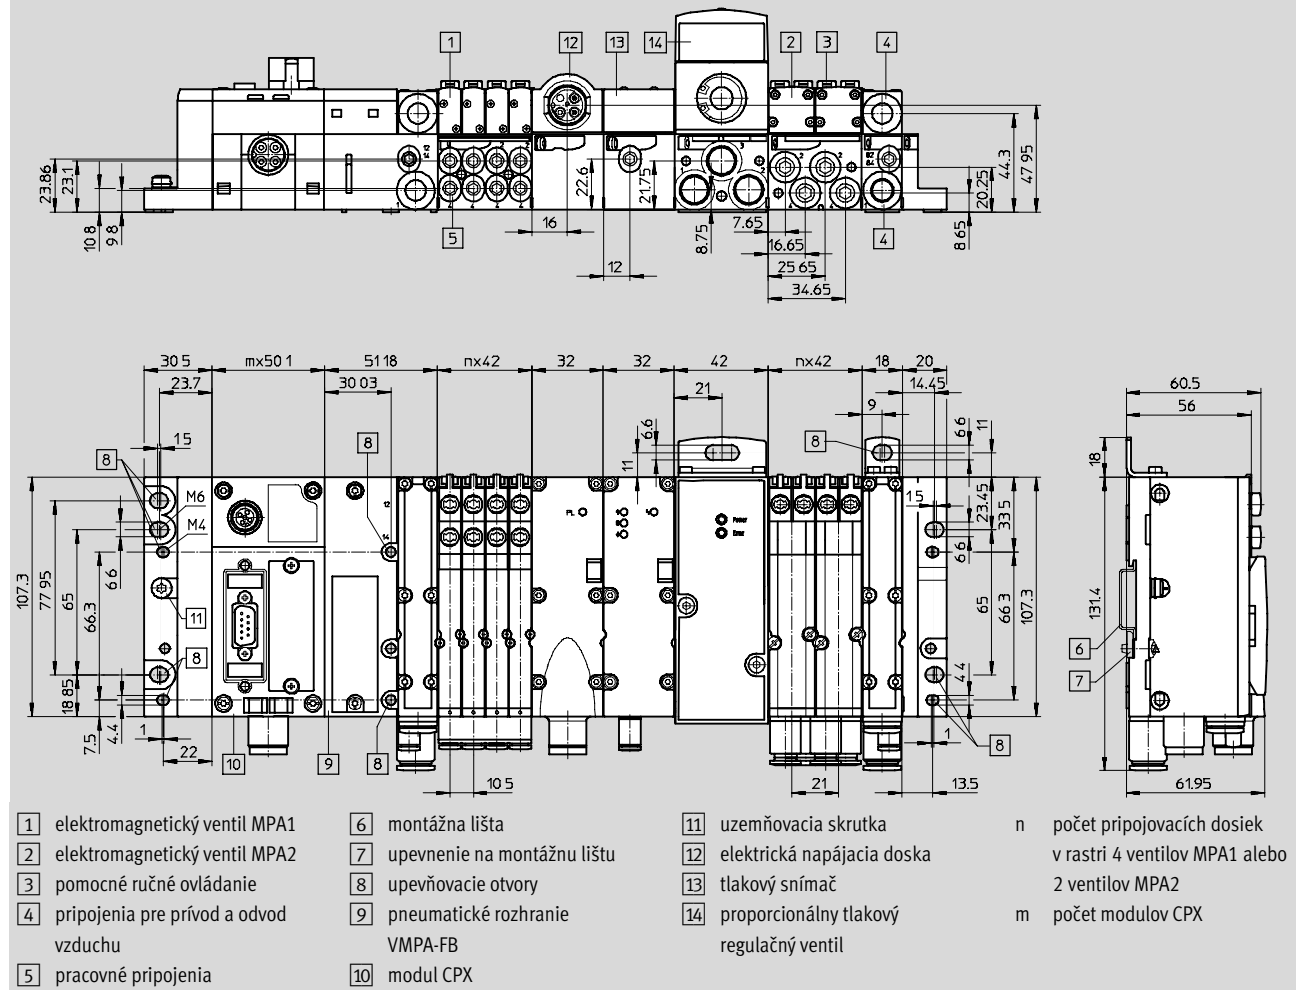 1
12
13
14
2
3
4
23.86
23.1
10 8
9.8
22.6
21.75
20.25
44.3
47 95
8 65
5
16
12
8.75
7.65
16.65
25 65
34.65
4
30 5
mx50 1
51 18
nx42
32
32
42
nx42
18
20
23.7
30 03
21
14.45
9
60.5
56
15
8
8
6.6
11
8
6 6
11
18
M6
M4
PL
12
14
Power
Error
15
23.45
33 5
107.3
77 95
65
66.3
6 6
11
8
6 6
65
66 3
107.3
131.4
6
7
18 85
7.5
4.4
1
22
10
9
8
10 5
21
13.5
4 4
1
8
61.95
1 elektromagnetický ventil MPA1
2 elektromagnetický ventil MPA2
3 pomocné ručné ovládanie
4 pripojenia pre prívod a odvod
vzduchu
5 pracovné pripojenia
6 montážna lišta
7 upevnenie na montážnu lištu
8 upevňovacie otvory
9 pneumatické rozhranie
VMPA-FB
10 modul CPX
11 uzemňovacia skrutka
12 elektrická napájacia doska
13 tlakový snímač
14 proporcionálny tlakový
regulačný ventil
n počet pripojovacích dosiek
v rastri 4 ventilov MPA1 alebo
2 ventilov MPA2
m počet modulov CPX